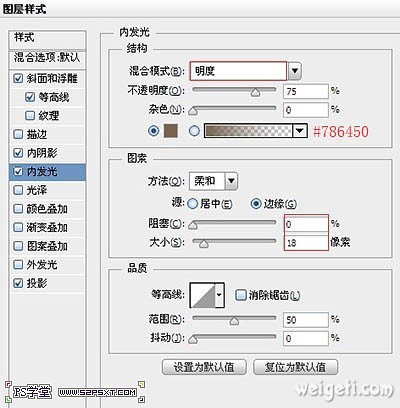 图层样式
样式
混合选项:默认
斜面和浮雕
等高线
纹理
描边
内阴影
内发光
光泽
颜色叠加
渐变叠加
图案叠加
外发光
投影
内发光
结构
混合模式(B): 明度
不透明度(O): 75 %
杂色(N): 0 %
#786450
图素
方法(Q): 柔和
源: 居中(E) 边缘(G)
阻塞(C): 0 %
大小(S): 18 像素
品质
等高线: 消除锯齿(L)
范围(R): 50 %
抖动(J): 0 %
设置为默认值 复位为默认值
PS学堂 www.52psxt.com
weigeti.com